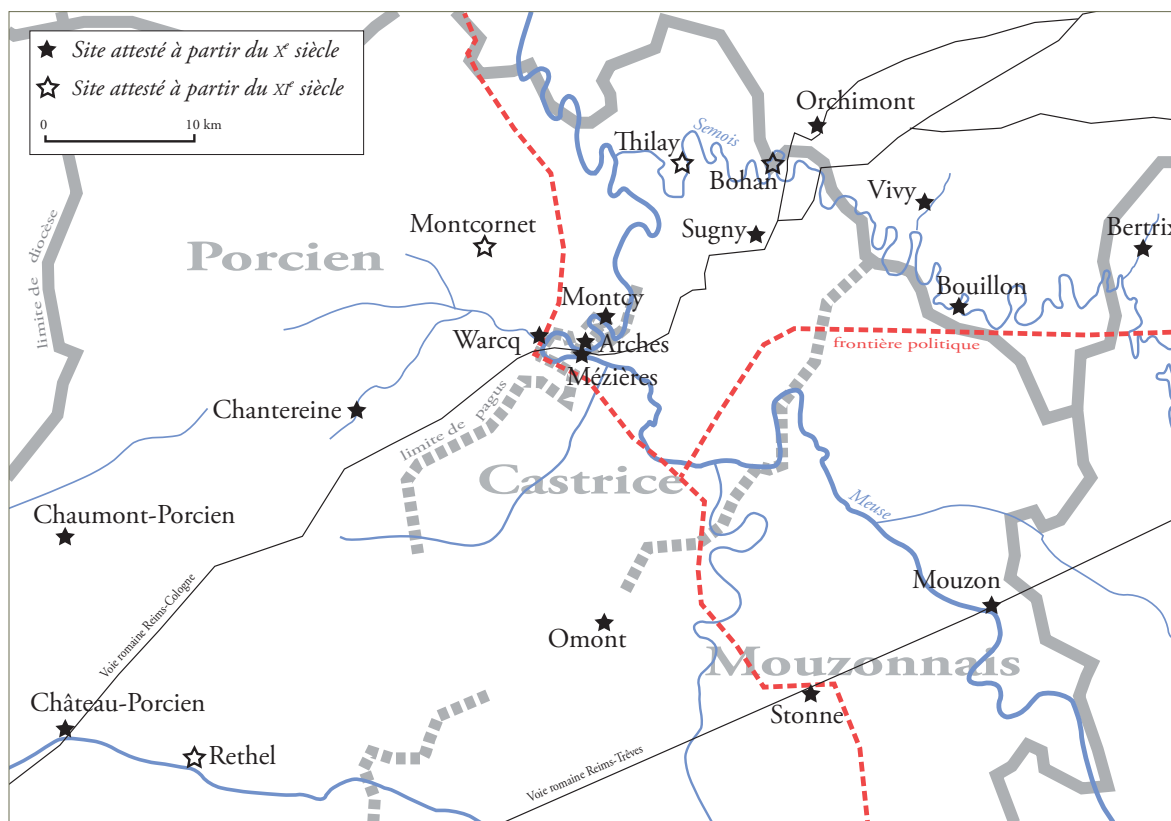 Site attesté à partir du Xe siècle
Site attesté à partir du XIe siècle
0 10 km
Orchimont
Semois
Thilay
Bohan
Vivy
Montcornet
Sugny
Bertrix
limite de diocèse
Porcien
Bouillon
Montcy
Warcq
Arches
frontière politique
Mézières
Chantereine
limite de pagus
Castrice
Meuse
Chaumont-Porcien
Mouzon
Voie romaine Reims-Cologne
Omont
Mouzonnais
Château-Porcien
Stonne
Rethel
Voie romaine Reims-Trêves